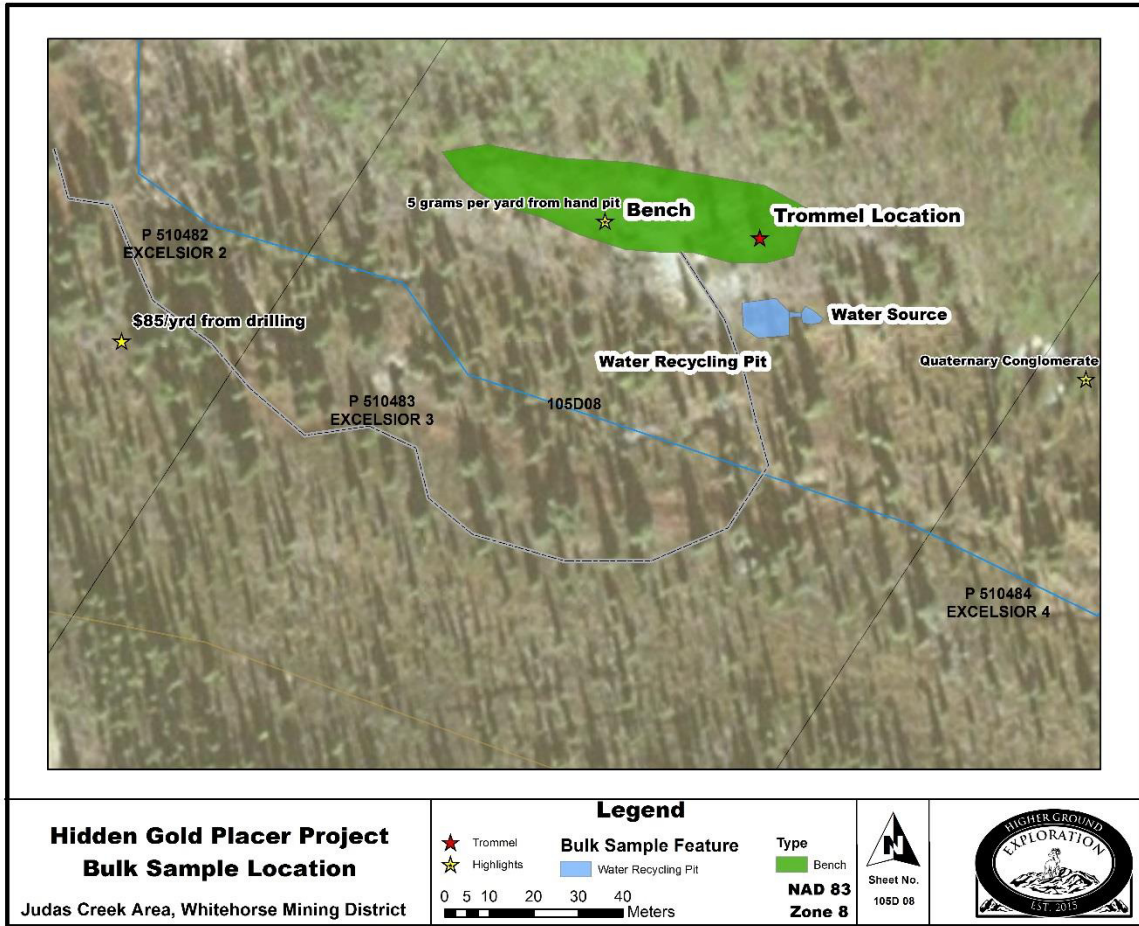 5 grams per yard from hand pit
Bench
Trommel Location
P 510482
EXCELSIOR 2
$85/yrd from drilling
Water Source
Water Recycling Pit
Quaternary Conglomerate
P 510483
EXCELSIOR 3
105D08
P 510484
EXCELSIOR 4
Hidden Gold Placer Project
Bulk Sample Location
Judas Creek Area, Whitehorse Mining District
Legend
Trommel
Highlights
Bulk Sample Feature
Water Recycling Pit
Type
Bench
0 5 10 20 30 40
Meters
NAD 83
Zone 8
N
Sheet No.
105D 08
HIGHER GROUND
EXPLORATION
EST. 2015